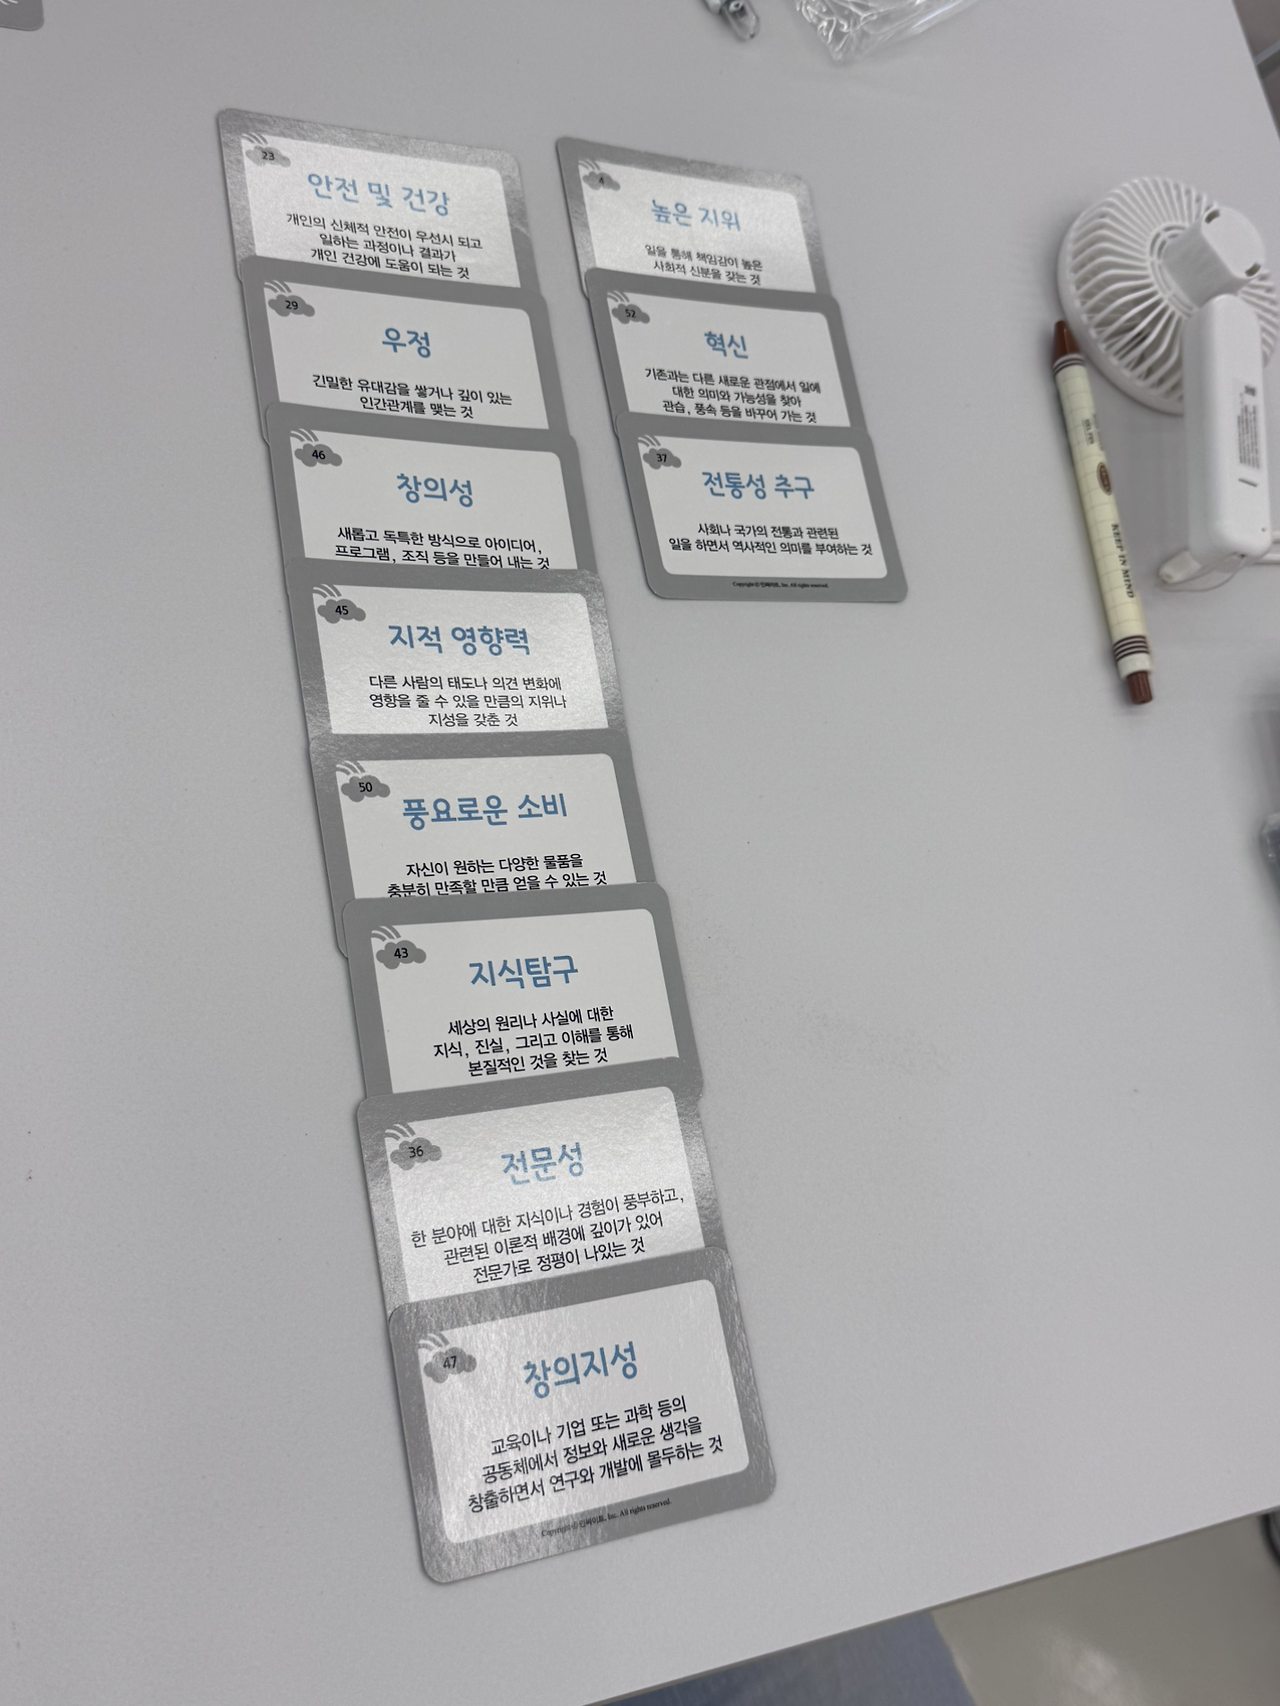 23
안전 및 건강
개인의 신체적 안전이 우선시 되고
일하는 과정이나 결과가
개인 건강에 도움이 되는 것
29
우정
긴밀한 유대감을 쌓거나 깊이 있는
인간관계를 맺는 것
46
창의성
새롭고 독특한 방식으로 아이디어,
프로그램, 조직 등을 만들어 내는 것
45
지적 영향력
다른 사람의 태도나 의견 변화에
영향을 줄 수 있을 만큼의 지위나
지성을 갖춘 것
50
풍요로운 소비
자신이 원하는 다양한 물품을
충분히 만족할 만큼 얻을 수 있는 것
43
지식탐구
세상의 원리나 사실에 대한
지식, 진실, 그리고 이해를 통해
본질적인 것을 찾는 것
36
전문성
한 분야에 대한 지식이나 경험이 풍부하고,
관련된 이론적 배경에 깊이가 있어
전문가로 정평이 나있는 것
47
창의지성
교육이나 기업 또는 과학 등의
공동체에서 정보와 새로운 생각을
창출하면서 연구와 개발에 몰두하는 것
Copyright ⓒ 인싸이트, Inc. All rights reserved.
4
높은 지위
일을 통해 책임감이 높은
사회적 신분을 갖는 것
52
혁신
기존과는 다른 새로운 관점에서 일에
대한 의미와 가능성을 찾아
관습, 풍속 등을 바꾸어 가는 것
37
전통성 추구
사회나 국가의 전통과 관련된
일을 하면서 역사적인 의미를 부여하는 것
Copyright ⓒ 인싸이트, Inc. All rights reserved.
KEEP IN MIND